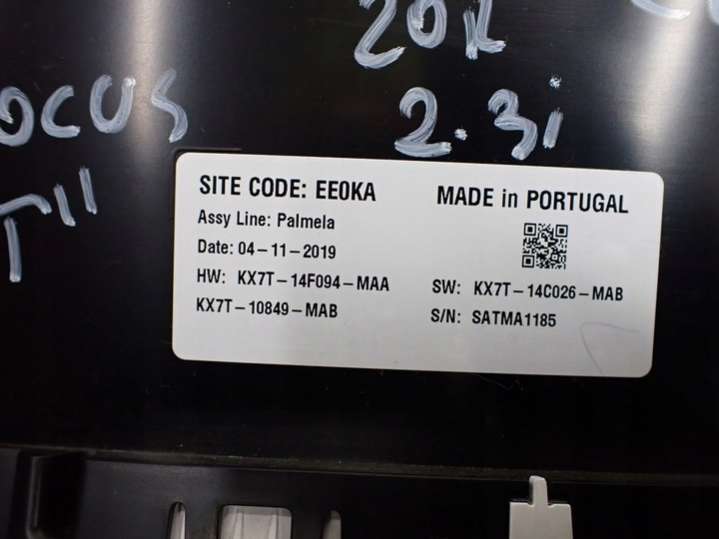 20R
OCUS
2.3i
SITE CODE: EE0KA
MADE in PORTUGAL
Assy Line: Palmela
Date: 04-11-2019
HW: KX7T-14F094-MAA
SW: KX7T-14C026-MAB
KX7T-10849-MAB
S/N: SATMA1185